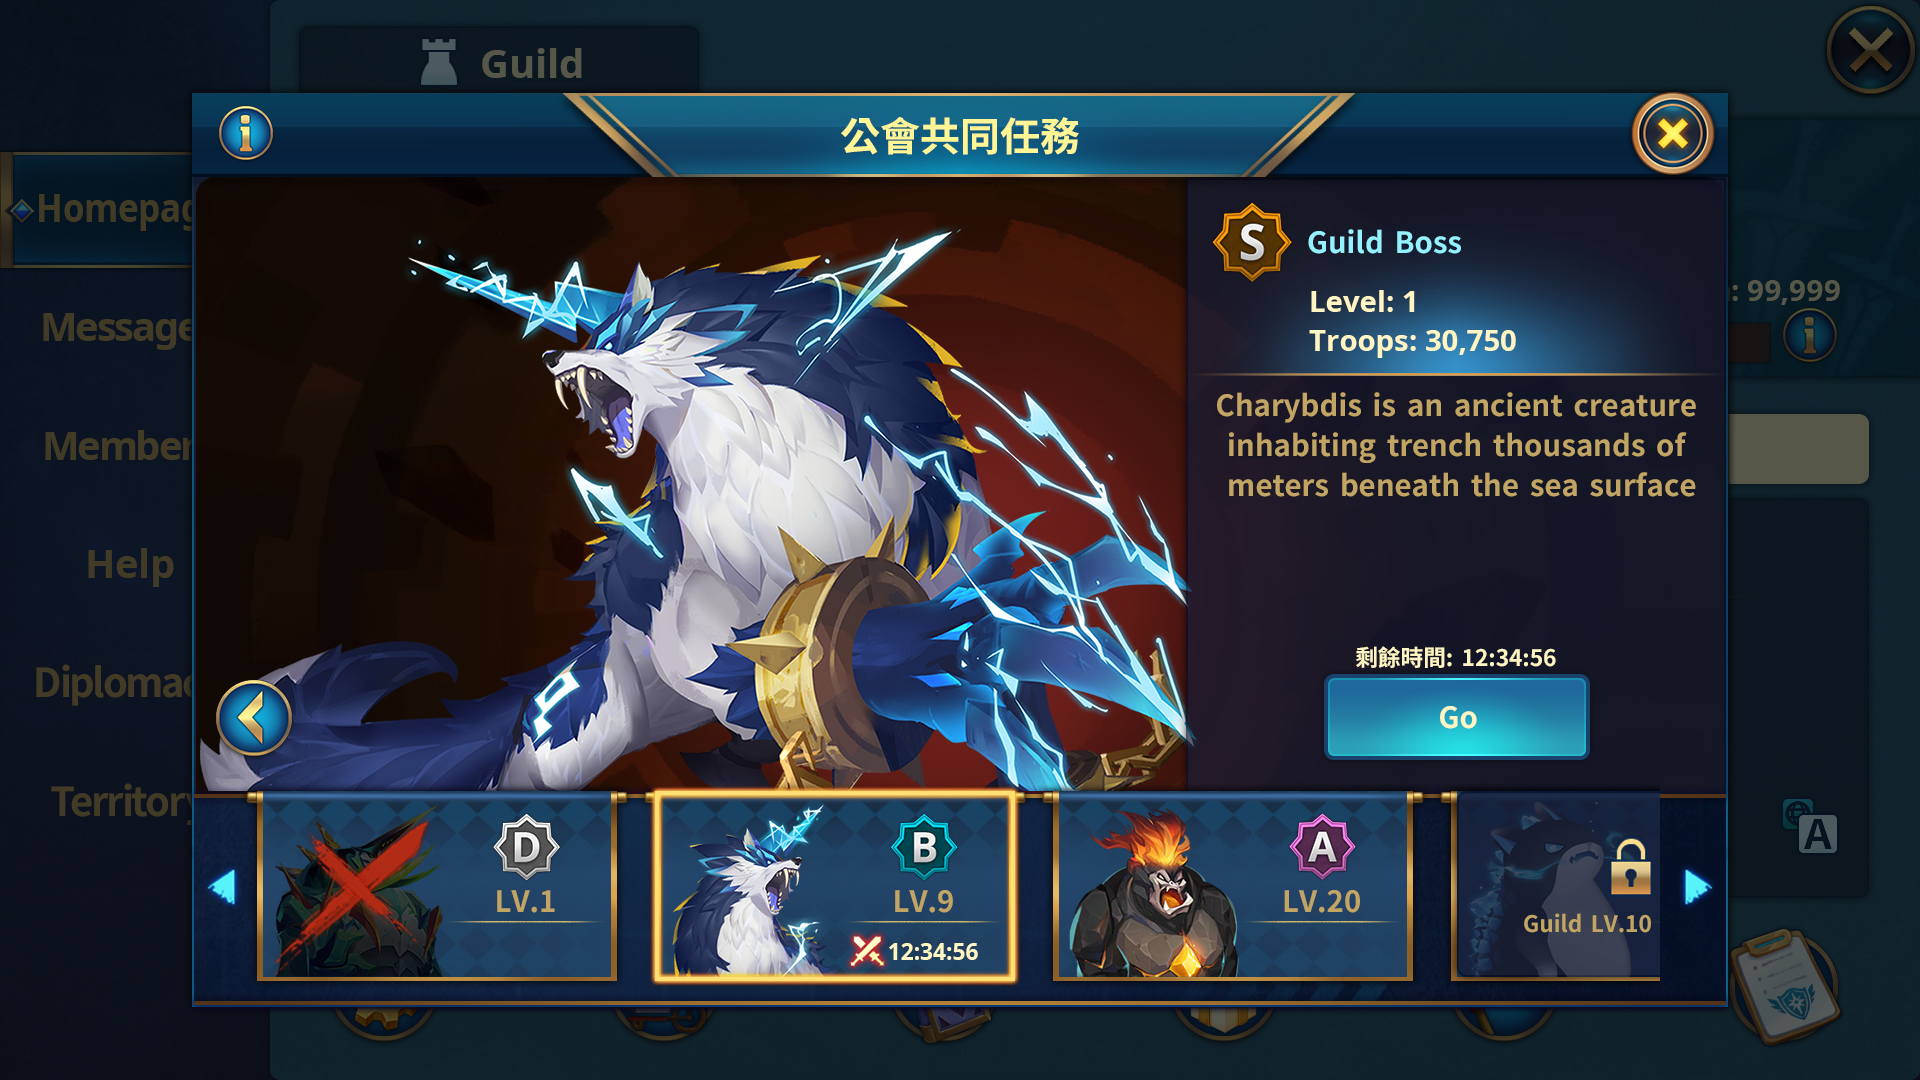 Guild
公會共同任務
Homepag
Message
Member
Help
Diplomac
Territory
: 99,999
S
Guild Boss
Level: 1
Troops: 30,750
Charybdis is an ancient creature
inhabiting trench thousands of
meters beneath the sea surface
剩餘時間: 12:34:56
Go
D
LV.1
B
LV.9
12:34:56
A
LV.20
Guild LV.10
A